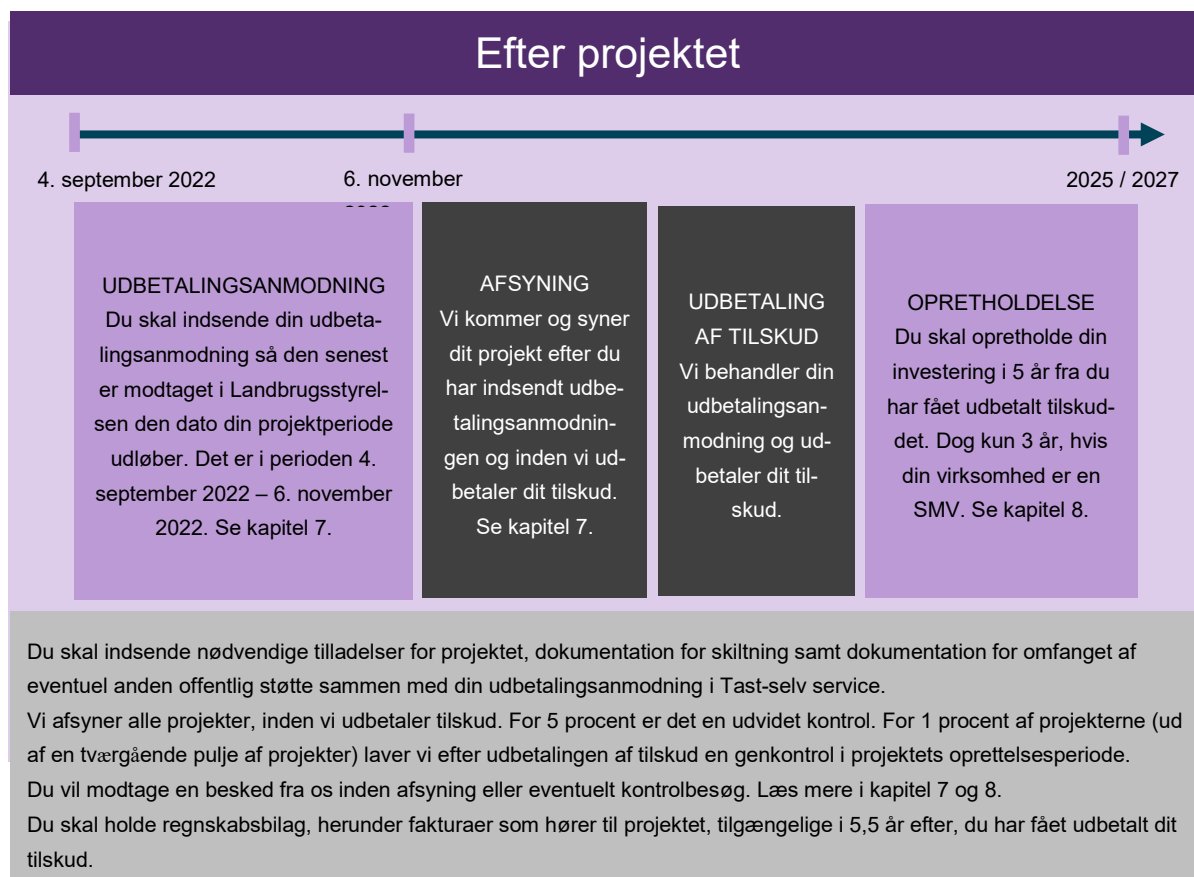 Efter projektet
4. september 2022
6. november
2025 / 2027
UDBETALINGSANMODNING
Du skal indsende din udbeta-
lingsanmodning så den senest
er modtaget i Landbrugsstyrel-
sen den dato din projektperiode
udløber. Det er i perioden 4.
september 2022 – 6. november
2022. Se kapitel 7.
AFSYNING
Vi kommer og syner
dit projekt efter du
har indsendt udbe-
talingsanmodnin-
gen og inden vi ud-
betaler dit tilskud.
Se kapitel 7.
UDBETALING
AF TILSKUD
Vi behandler din
udbetalingsan-
modning og ud-
betaler dit til-
skud.
OPRETHOLDELSE
Du skal opretholde din
investering i 5 år fra du
har fået udbetalt tilskud-
det. Dog kun 3 år, hvis
din virksomhed er en
SMV. Se kapitel 8.
Du skal indsende nødvendige tilladelser for projektet, dokumentation for skiltning samt dokumentation for omfanget af
eventuel anden offentlig støtte sammen med din udbetalingsanmodning i Tast-selv service.
Vi afsyner alle projekter, inden vi udbetaler tilskud. For 5 procent er det en udvidet kontrol. For 1 procent af projekterne (ud
af en tværgående pulje af projekter) laver vi efter udbetalingen af tilskud en genkontrol i projektets oprettelsesperiode.
Du vil modtage en besked fra os inden afsyning eller eventuelt kontrolbesøg. Læs mere i kapitel 7 og 8.
Du skal holde regnskabsbilag, herunder fakturaer som hører til projektet, tilgængelige i 5,5 år efter, du har fået udbetalt dit
tilskud.